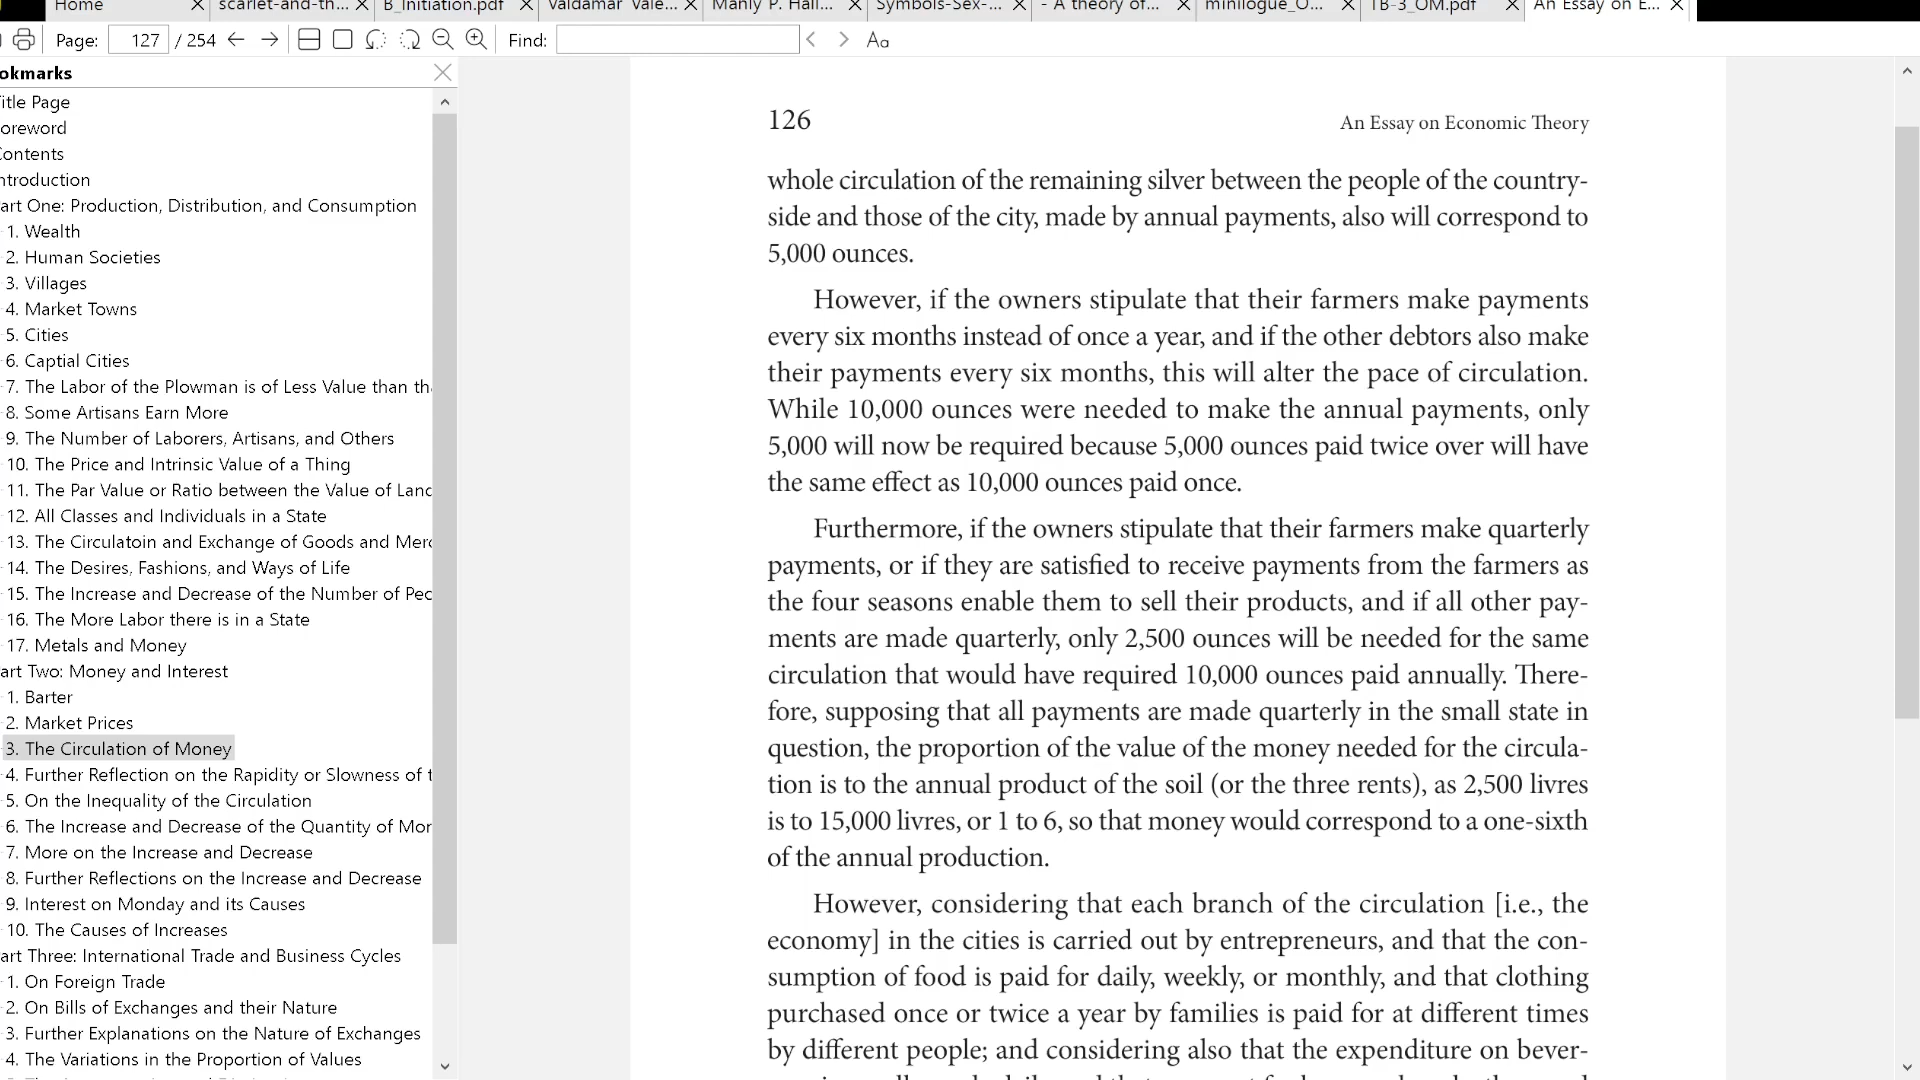 Home
scarlet-and-th...
B_Initiation.pdf
Valdamar Vale...
Manly P. Hall...
Symbols-Sex-...
- A theory of...
minilogue_O...
TB-3_OM.pdf
An Essay on E...
Page: 127 / 254
Find:
Aa
okmarks
itle Page
oreword
ontents
ntroduction
art One: Production, Distribution, and Consumption
1. Wealth
2. Human Societies
3. Villages
4. Market Towns
5. Cities
6. Captial Cities
7. The Labor of the Plowman is of Less Value than th
8. Some Artisans Earn More
9. The Number of Laborers, Artisans, and Others
10. The Price and Intrinsic Value of a Thing
11. The Par Value or Ratio between the Value of Land
12. All Classes and Individuals in a State
13. The Circulatoin and Exchange of Goods and Merc
14. The Desires, Fashions, and Ways of Life
15. The Increase and Decrease of the Number of Peo
16. The More Labor there is in a State
17. Metals and Money
art Two: Money and Interest
1. Barter
2. Market Prices
3. The Circulation of Money
4. Further Reflection on the Rapidity or Slowness of t
5. On the Inequality of the Circulation
6. The Increase and Decrease of the Quantity of Mon
7. More on the Increase and Decrease
8. Further Reflections on the Increase and Decrease
9. Interest on Monday and its Causes
10. The Causes of Increases
art Three: International Trade and Business Cycles
1. On Foreign Trade
2. On Bills of Exchanges and their Nature
3. Further Explanations on the Nature of Exchanges
4. The Variations in the Proportion of Values
126
An Essay on Economic Theory
whole circulation of the remaining silver between the people of the country-
side and those of the city, made by annual payments, also will correspond to
5,000 ounces.
However, if the owners stipulate that their farmers make payments
every six months instead of once a year, and if the other debtors also make
their payments every six months, this will alter the pace of circulation.
While 10,000 ounces were needed to make the annual payments, only
5,000 will now be required because 5,000 ounces paid twice over will have
the same effect as 10,000 ounces paid once.
Furthermore, if the owners stipulate that their farmers make quarterly
payments, or if they are satisfied to receive payments from the farmers as
the four seasons enable them to sell their products, and if all other pay-
ments are made quarterly, only 2,500 ounces will be needed for the same
circulation that would have required 10,000 ounces paid annually. There-
fore, supposing that all payments are made quarterly in the small state in
question, the proportion of the value of the money needed for the circula-
tion is to the annual product of the soil (or the three rents), as 2,500 livres
is to 15,000 livres, or 1 to 6, so that money would correspond to a one-sixth
of the annual production.
However, considering that each branch of the circulation [i.e., the
economy] in the cities is carried out by entrepreneurs, and that the con-
sumption of food is paid for daily, weekly, or monthly, and that clothing
purchased once or twice a year by families is paid for at different times
by different people; and considering also that the expenditure on bever-